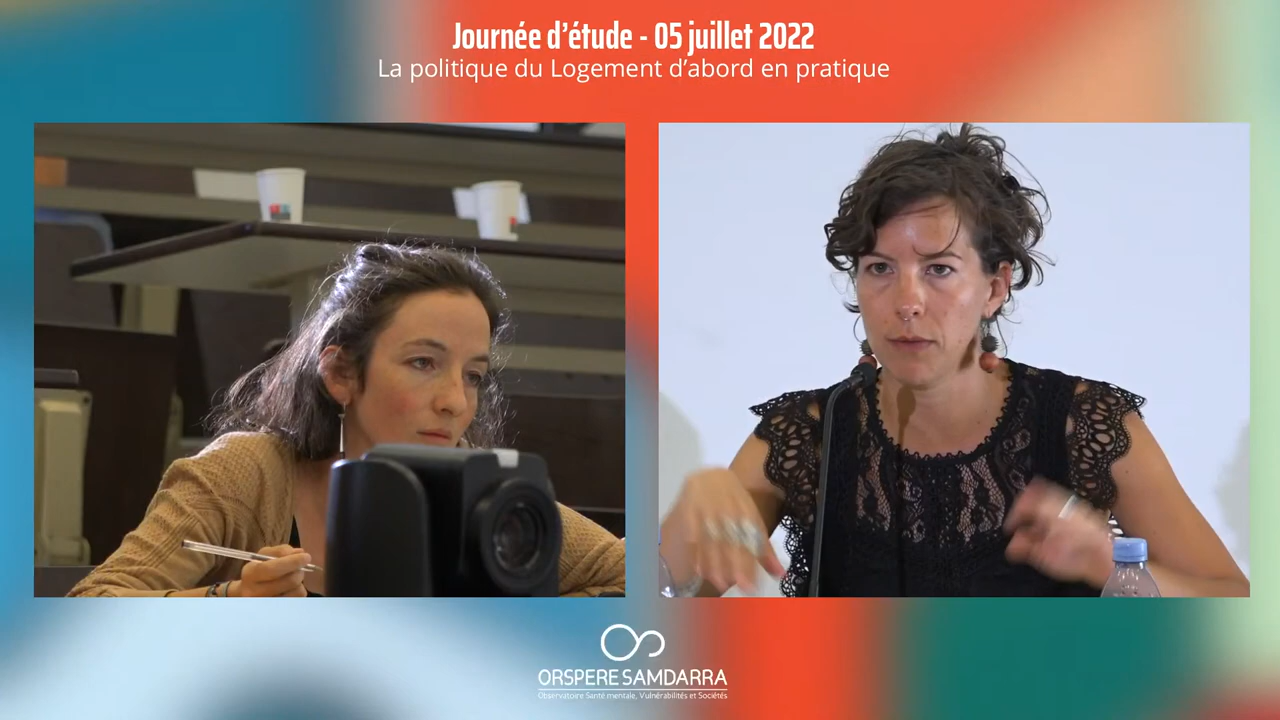 Journée d'étude - 05 juillet 2022
La politique du Logement d'abord en pratique
ORSPERE SAMDARRA
Observatoire Santé mentale, Vulnérabilités et Sociétés